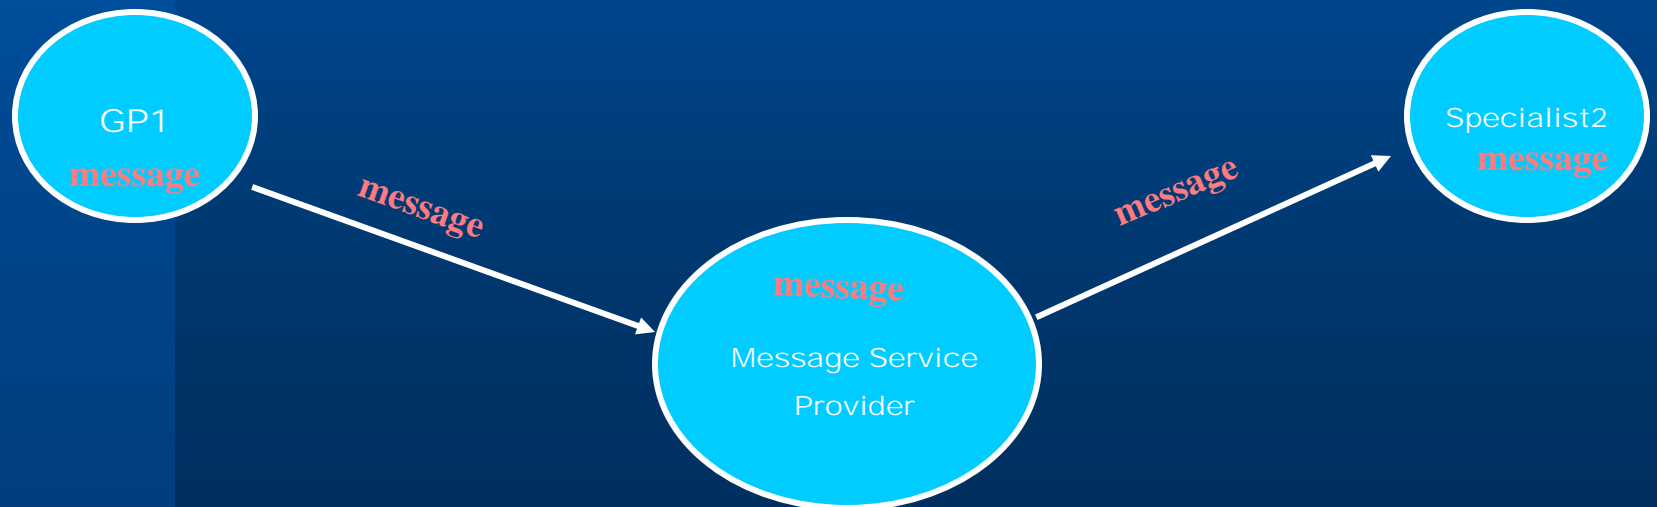 GP1
message
message
message
Message Service
Provider
message
Specialist2
message